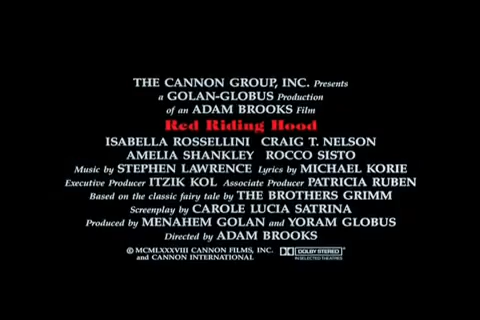 THE CANNON GROUP, INC. Presents
a GOLAN-GLOBUS Production
of an ADAM BROOKS Film
Red Riding Hood
ISABELLA ROSSELLINI CRAIG T. NELSON
AMELIA SHANKLEY ROCCO SISTO
Music by STEPHEN LAWRENCE Lyrics by MICHAEL KORIE
Executive Producer ITZIK KOL Associate Producer PATRICIA RUBEN
Based on the classic fairy tale by THE BROTHERS GRIMM
Screenplay by CAROLE LUCIA SATRINA
Produced by MENAHEM GOLAN and YORAM GLOBUS
Directed by ADAM BROOKS
© MCMLXXXVIII CANNON FILMS, INC. DOLBY STEREO
and CANNON INTERNATIONAL IN SELECTED THEATRES